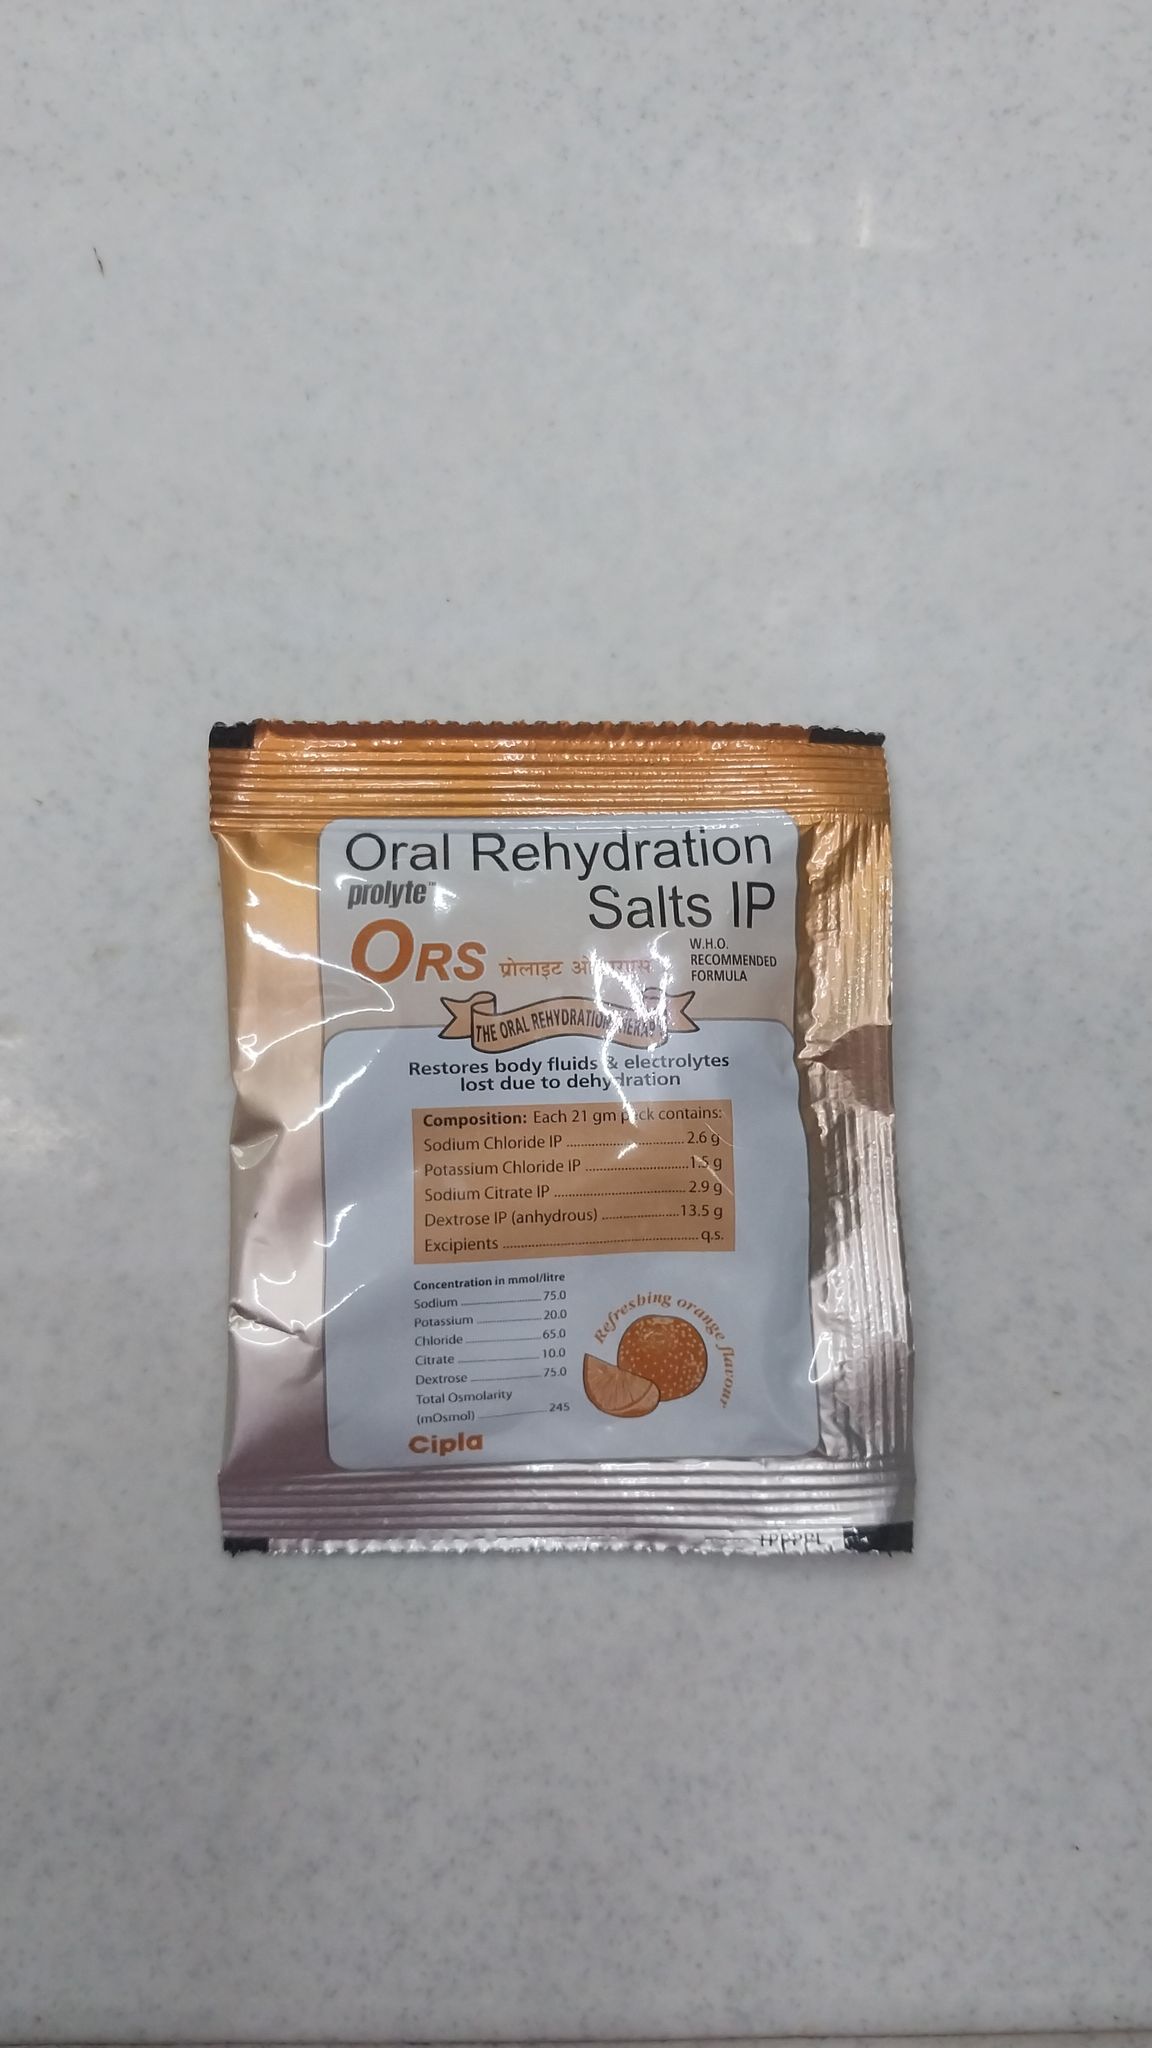 Oral Rehydration
prolyte™
Salts IP
ORS प्रोलाइट
W.H.O.
RECOMMENDED
FORMULA
THE ORAL REHYDRATION THERAPY
Restores body fluids & electrolytes
lost due to dehydration
Composition: Each 21 gm pack contains:
Sodium Chloride IP ................................ 2.6 g
Potassium Chloride IP ............................ 1.5 g
Sodium Citrate IP .................................... 2.9 g
Dextrose IP (anhydrous) ..................... 13.5 g
Excipients ...................................................... q.s.
Concentration in mmol/litre
Sodium ........................... 75.0
Potassium ...................... 20.0
Chloride ......................... 65.0
Citrate ............................ 10.0
Dextrose ........................ 75.0
Total Osmolarity
(mOsmol) ....................... 245
Refreshing orange flavour
Cipla